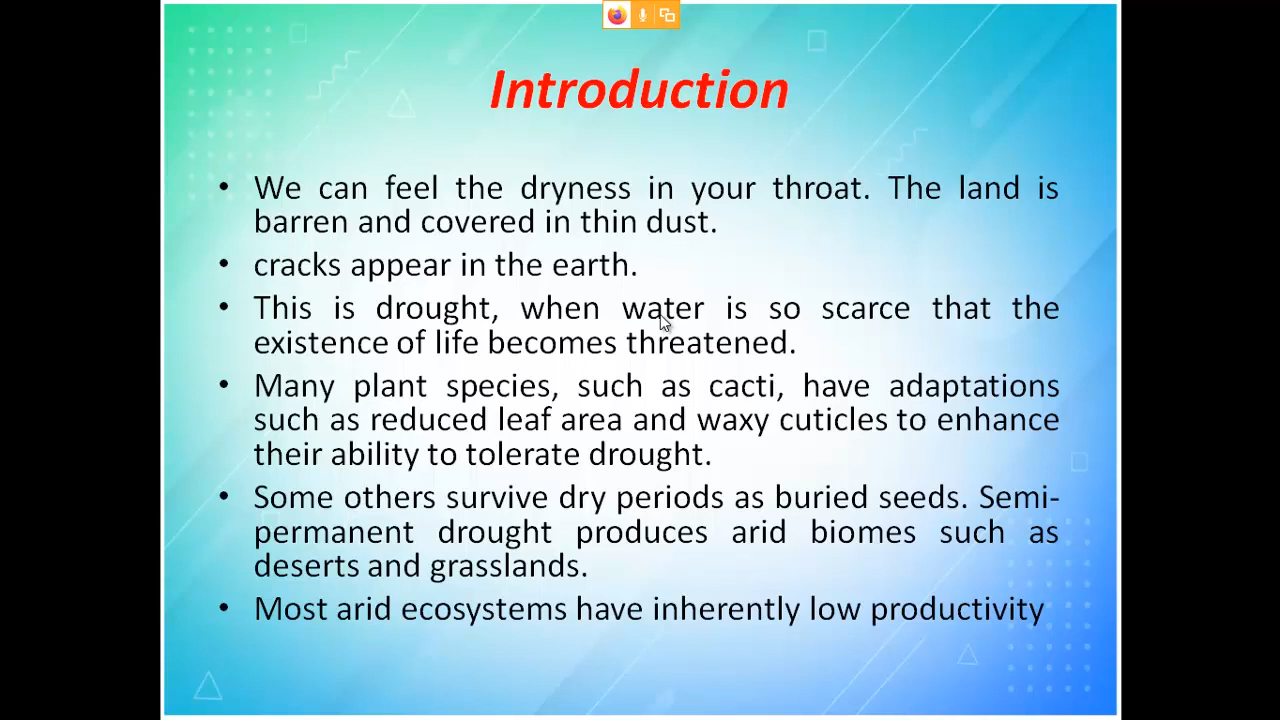 Introduction
• We can feel the dryness in your throat. The land is
barren and covered in thin dust.
• cracks appear in the earth.
• This is drought, when water is so scarce that the
existence of life becomes threatened.
• Many plant species, such as cacti, have adaptations
such as reduced leaf area and waxy cuticles to enhance
their ability to tolerate drought.
• Some others survive dry periods as buried seeds. Semi-
permanent drought produces arid biomes such as
deserts and grasslands.
• Most arid ecosystems have inherently low productivity